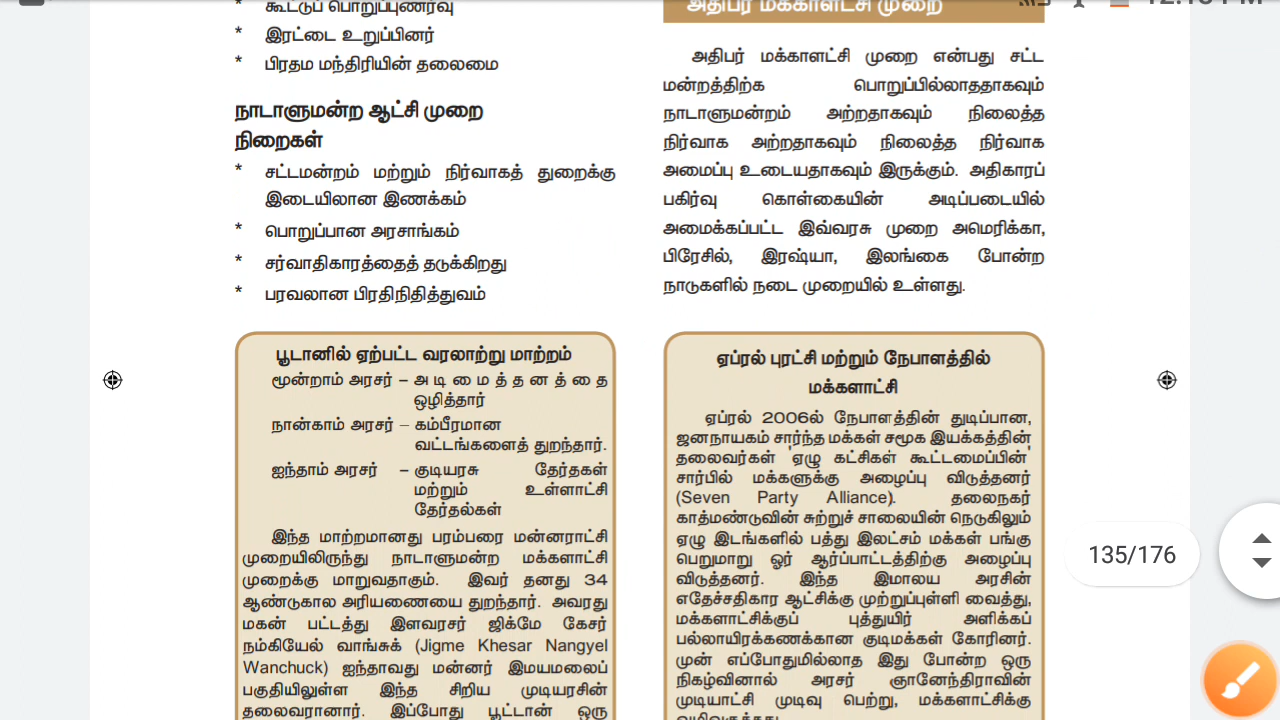 * கூட்டுப் பொறுப்புணர்வு
* இரட்டை உறுப்பினர்
* பிரதம மந்திரியின் தலைமை
நாடாளுமன்ற ஆட்சி முறை
நிறைகள்
* சட்டமன்றம் மற்றும் நிர்வாகத் துறைக்கு
இடையிலான இணக்கம்
* பொறுப்பான அரசாங்கம்
* சர்வாதிகாரத்தைத் தடுக்கிறது
* பரவலான பிரதிநிதித்துவம்
பூடானில் ஏற்பட்ட வரலாற்று மாற்றம்
மூன்றாம் அரசர் – அடிமைத்தனத்தை
ஒழித்தார்
நான்காம் அரசர் – கம்பீரமான
வட்டங்களைத் துறந்தார்.
ஐந்தாம் அரசர் – குடியரசு தேர்தகள்
மற்றும் உள்ளாட்சி
தேர்தல்கள்
இந்த மாற்றமானது பரம்பரை மன்னராட்சி
முறையிலிருந்து நாடாளுமன்ற மக்களாட்சி
முறைக்கு மாறுவதாகும். இவர் தனது 34
ஆண்டுகால அரியணையை துறந்தார். அவரது
மகன் பட்டத்து இளவரசர் ஜிக்மே கேசர்
நம்கியேல் வாங்சுக் (Jigme Khesar Nangyel
Wanchuck) ஐந்தாவது மன்னர் இமயமலைப்
பகுதியிலுள்ள இந்த சிறிய முடியரசின்
தலைவரானார். இப்போது பூட்டான் ஒரு
அதிபர் மக்காளட்சி முறை
அதிபர் மக்காளட்சி முறை என்பது சட்ட
மன்றத்திற்க பொறுப்பில்லாததாகவும்
நாடாளுமன்றம் அற்றதாகவும் நிலைத்த
நிர்வாக அற்றதாகவும் நிலைத்த நிர்வாக
அமைப்பு உடையதாகவும் இருக்கும். அதிகாரப்
பகிர்வு கொள்கையின் அடிப்படையில்
அமைக்கப்பட்ட இவ்வரசு முறை அமெரிக்கா,
பிரேசில், இரஷ்யா, இலங்கை போன்ற
நாடுகளில் நடை முறையில் உள்ளது.
ஏப்ரல் புரட்சி மற்றும் நேபாளத்தில்
மக்களாட்சி
ஏப்ரல் 2006ல் நேபாளத்தின் துடிப்பான,
ஜனநாயகம் சார்ந்த மக்கள் சமூக இயக்கத்தின்
தலைவர்கள் 'ஏழு கட்சிகள் கூட்டமைப்பின்'
சார்பில் மக்களுக்கு அழைப்பு விடுத்தனர்
(Seven Party Alliance). தலைநகர்
காத்மண்டுவின் சுற்றுச் சாலையின் நெடுகிலும்
ஏழு இடங்களில் பத்து இலட்சம் மக்கள் பங்கு
பெறுமாறு ஓர் ஆர்ப்பாட்டத்திற்கு அழைப்பு
விடுத்தனர். இந்த இமாலய அரசின்
எதேச்சதிகார ஆட்சிக்கு முற்றுப்புள்ளி வைத்து,
மக்களாட்சிக்குப் புத்துயிர் அளிக்கப்
பல்லாயிரக்கணக்கான குடிமக்கள் கோரினர்.
முன் எப்போதுமில்லாத இது போன்ற ஒரு
நிகழ்வினால் அரசர் ஞானேந்திராவின்
முடியாட்சி முடிவு பெற்று, மக்களாட்சிக்கு
135/176